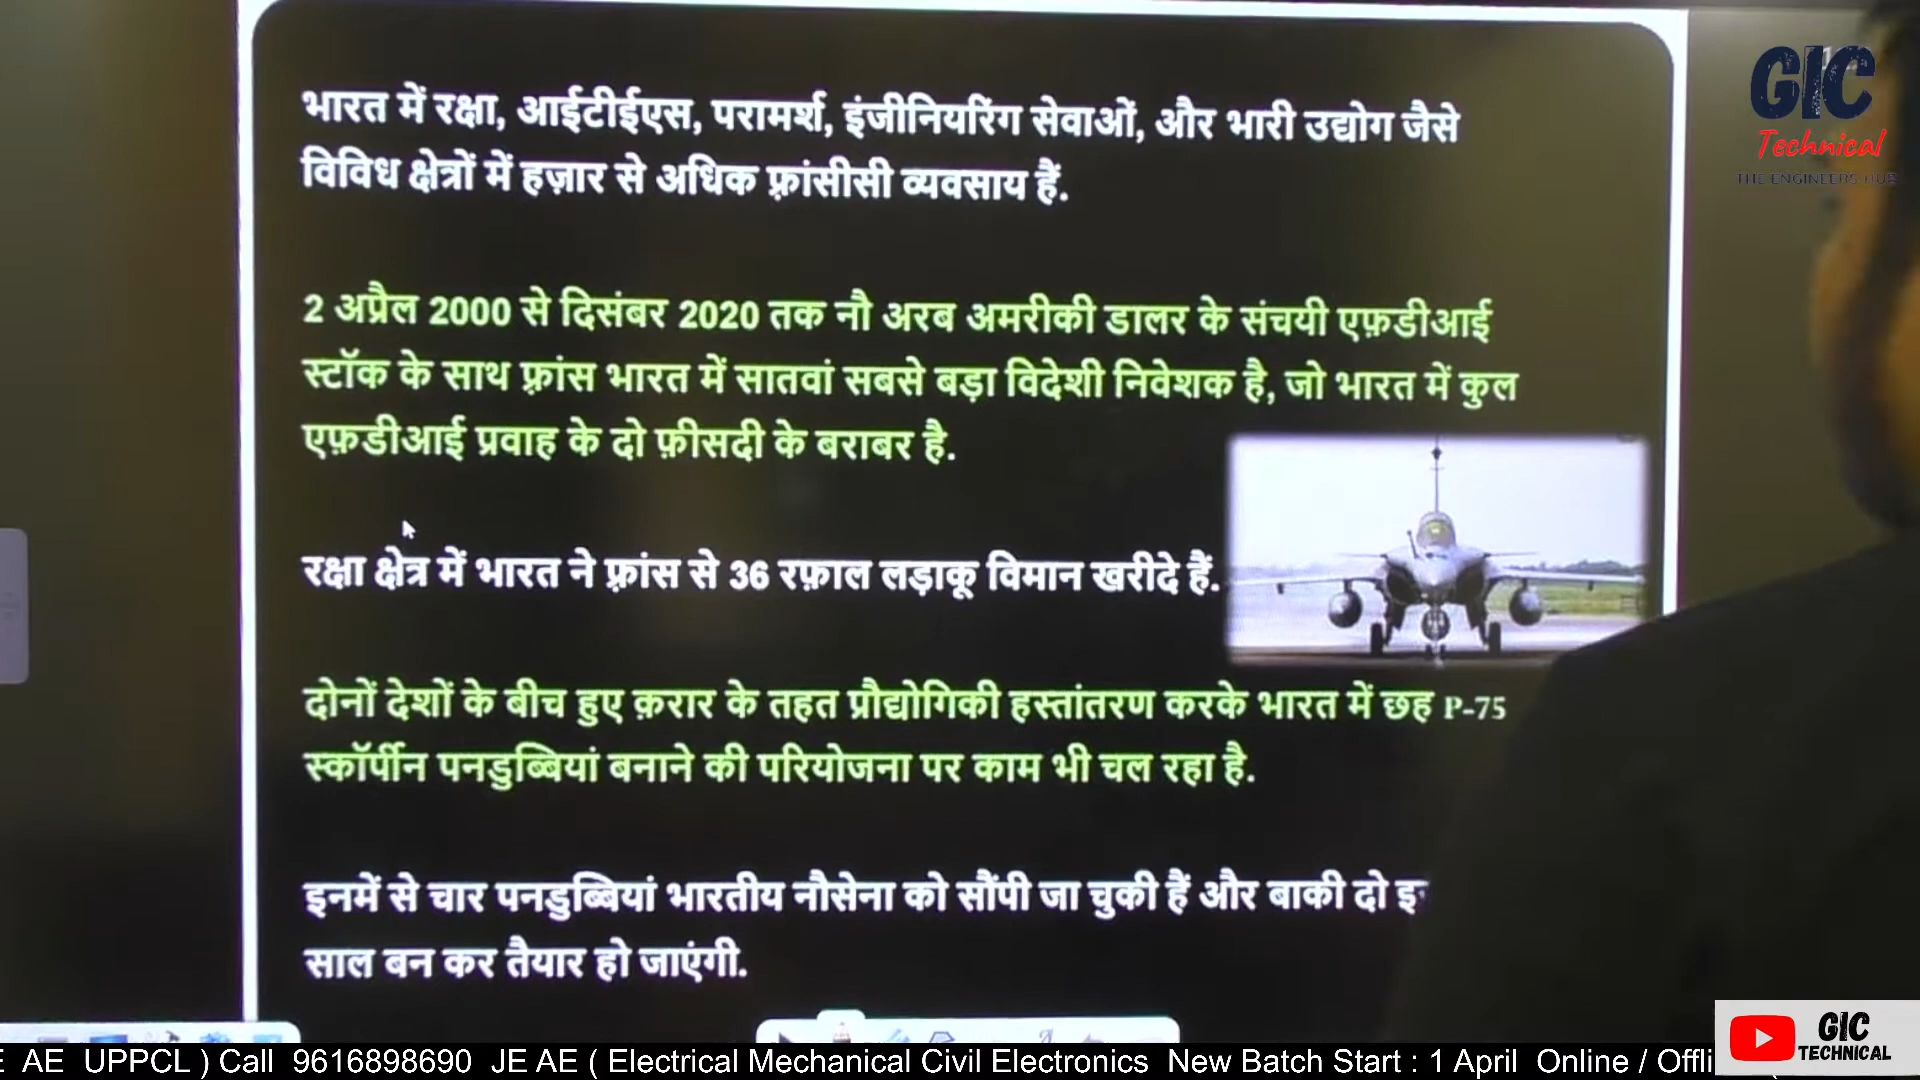 भारत में रक्षा, आईटीईएस, परामर्श, इंजीनियरिंग सेवाओं, और भारी उद्योग जैसे
विविध क्षेत्रों में हज़ार से अधिक फ़्रांसीसी व्यवसाय हैं.
2 अप्रैल 2000 से दिसंबर 2020 तक नौ अरब अमरीकी डालर के संचयी एफ़डीआई
स्टॉक के साथ फ़्रांस भारत में सातवां सबसे बड़ा विदेशी निवेशक है, जो भारत में कुल
एफ़डीआई प्रवाह के दो फ़ीसदी के बराबर है.
रक्षा क्षेत्र में भारत ने फ़्रांस से 36 रफ़ाल लड़ाकू विमान खरीदे हैं.
दोनों देशों के बीच हुए क़रार के तहत प्रौद्योगिकी हस्तांतरण करके भारत में छह P-75
स्कॉर्पीन पनडुब्बियां बनाने की परियोजना पर काम भी चल रहा है.
इनमें से चार पनडुब्बियां भारतीय नौसेना को सौंपी जा चुकी हैं और बाकी दो
साल बन कर तैयार हो जाएंगी.
GIC
Technical
THE ENGINEERS HUB
GIC
TECHNICAL
AE UPPCL ) Call 9616898690 JE AE ( Electrical Mechanical Civil Electronics New Batch Start : 1 April Online /